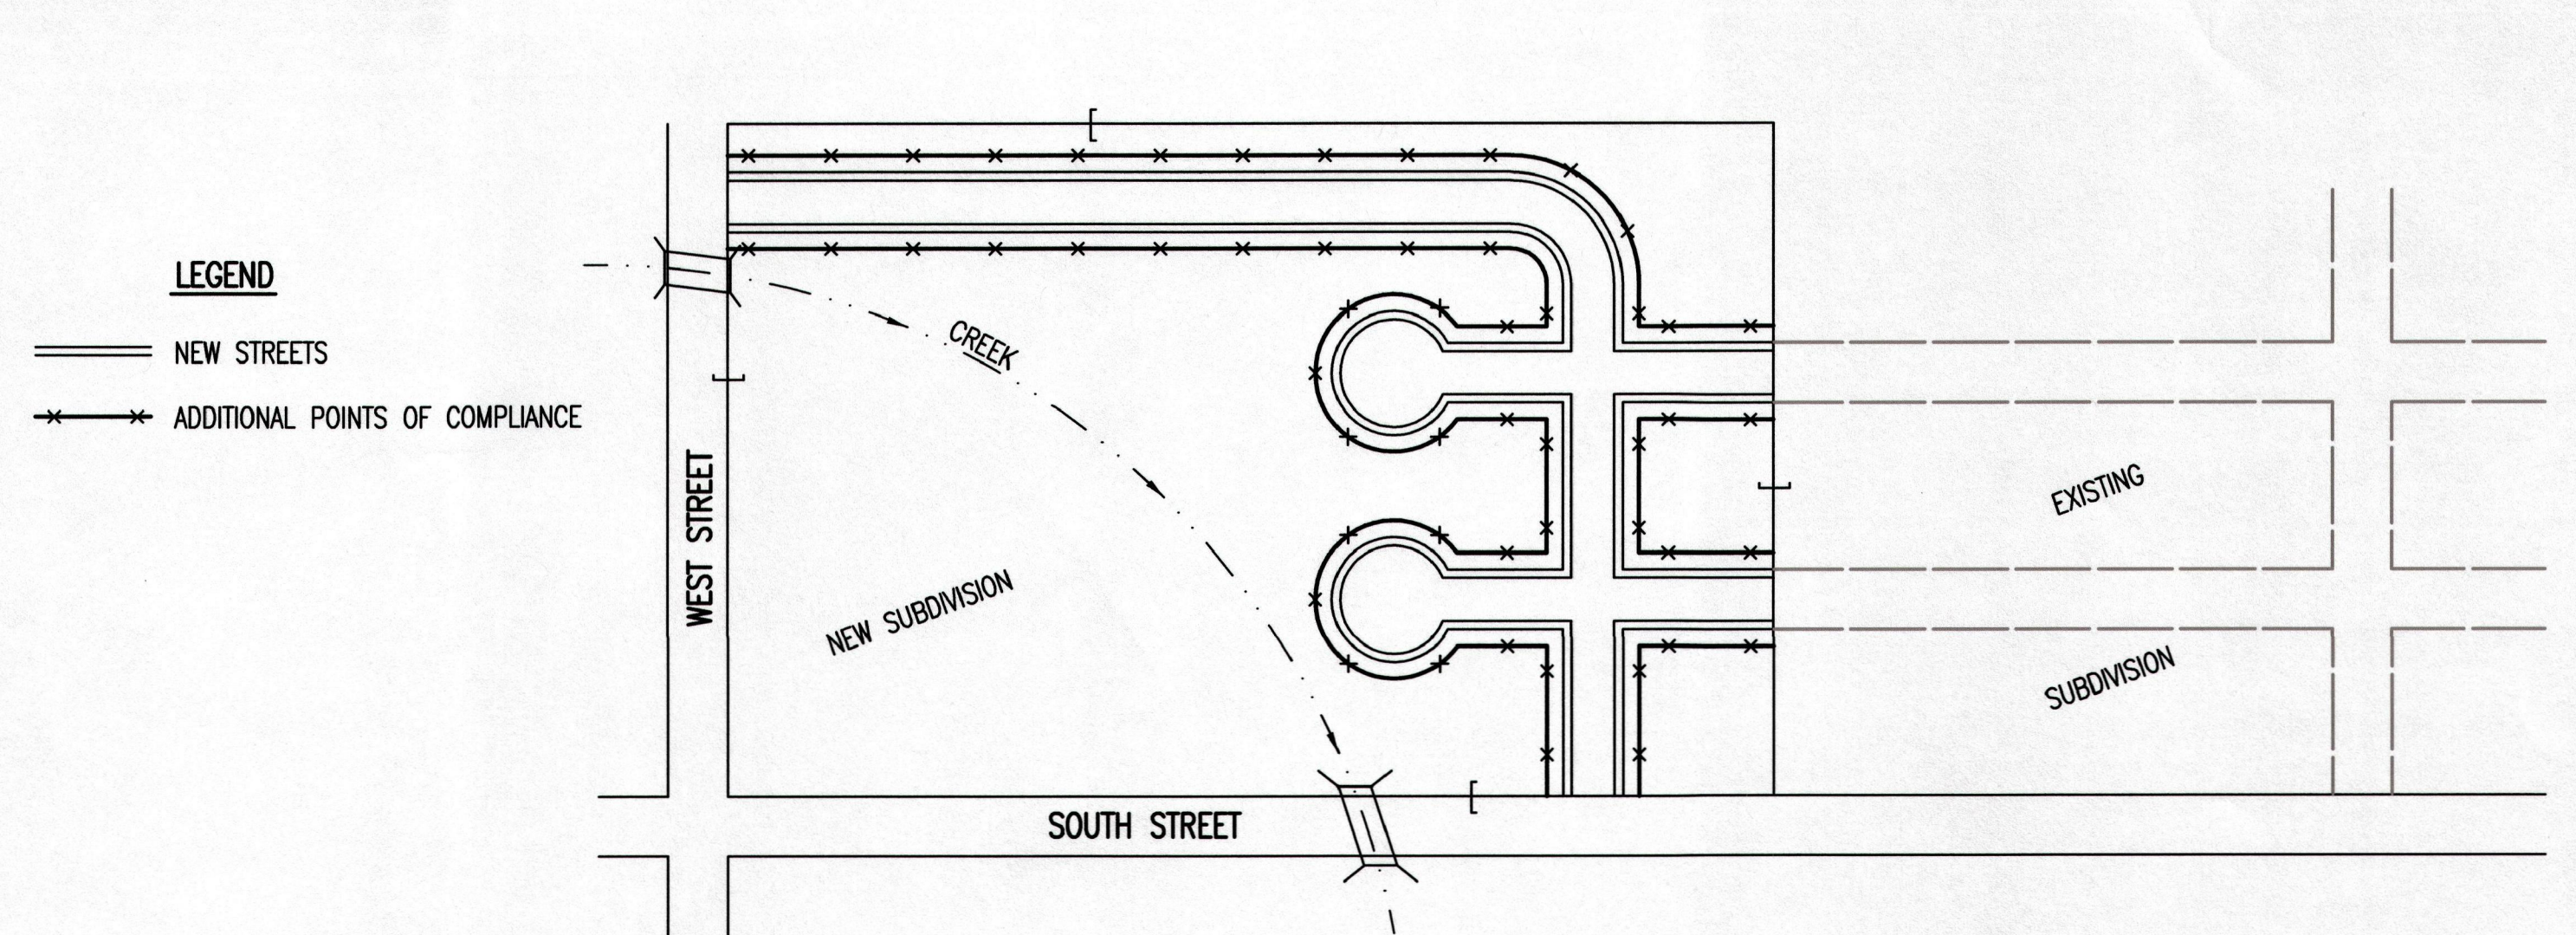 LEGEND
NEW STREETS
ADDITIONAL POINTS OF COMPLIANCE
WEST STREET
CREEK
NEW SUBDIVISION
SOUTH STREET
EXISTING
SUBDIVISION